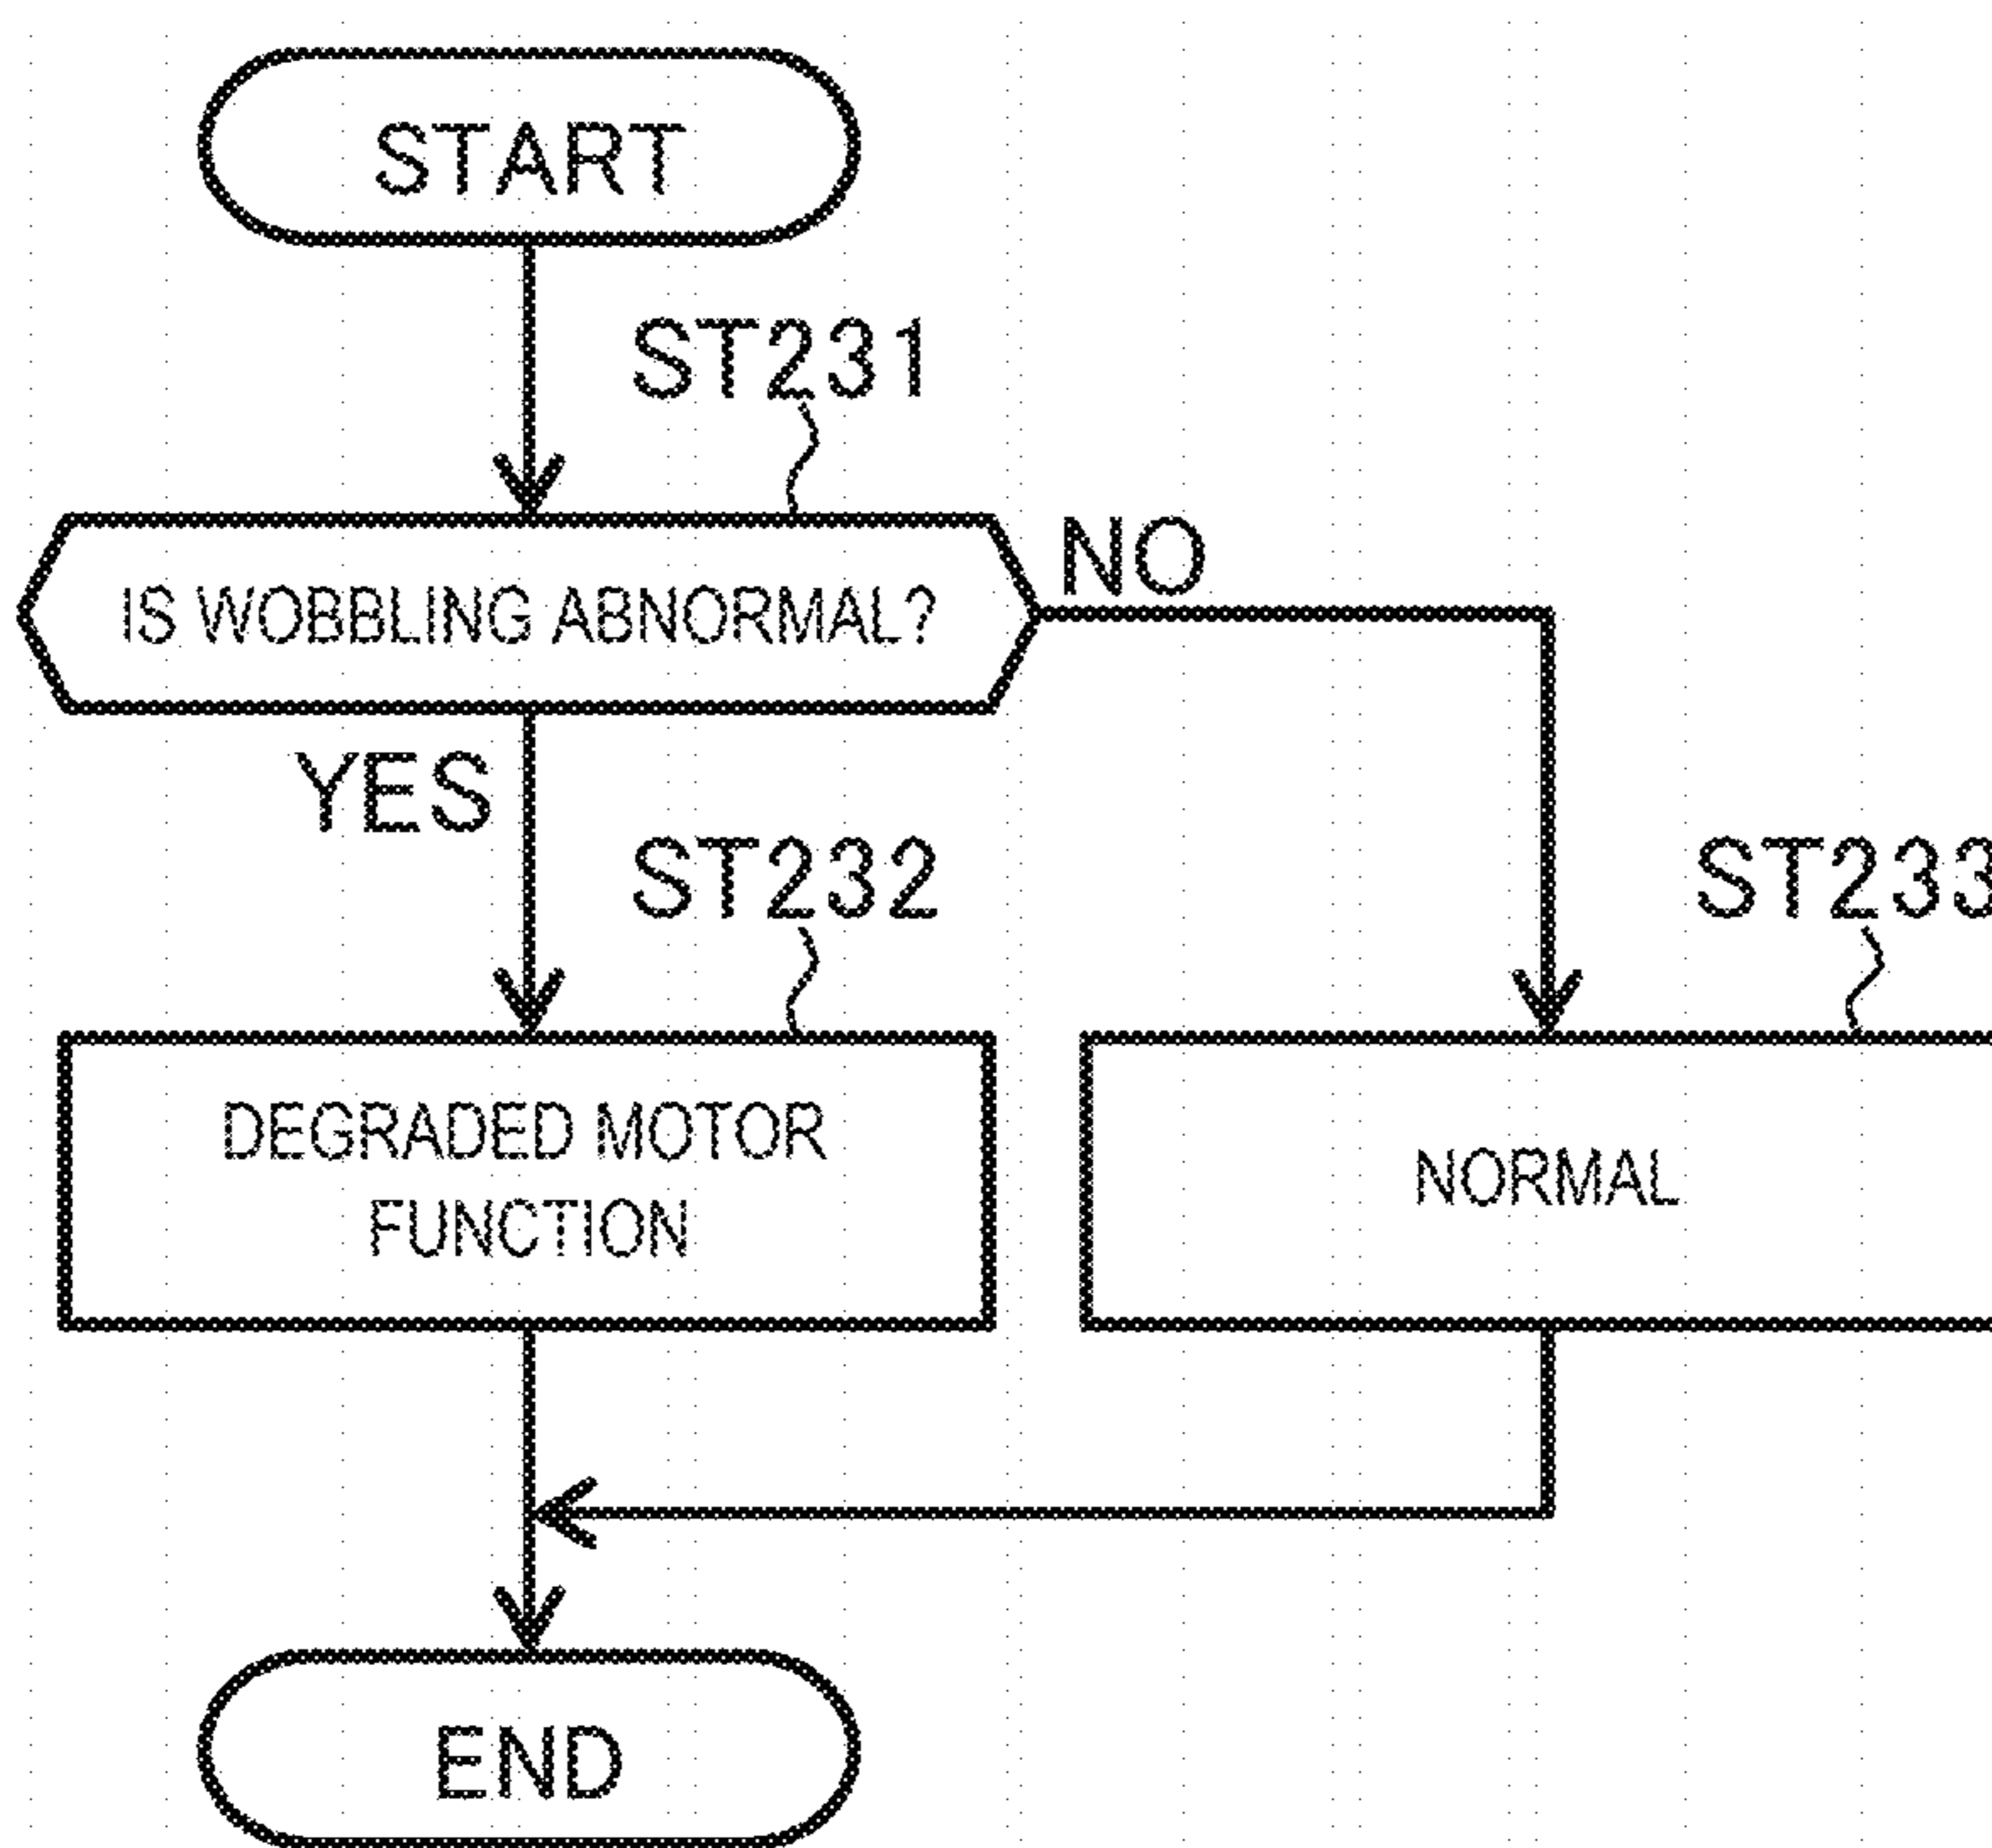 START
ST231
IS WOBBLING ABNORMAL?
NO
YES
ST232
ST233
DEGRADED MOTOR
FUNCTION
NORMAL
END